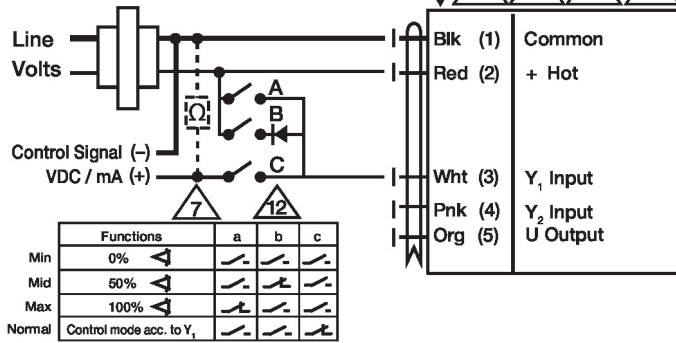 Line
Volts
Blk (1) Common
Red (2) + Hot
A
B
C
Ω
Control Signal (–)
VDC / mA (+)
Wht (3) Y1 Input
Pnk (4) Y2 Input
Org (5) U Output
7
12
Functions a b c
Min 0%
Mid 50%
Max 100%
Normal Control mode acc. to Y1